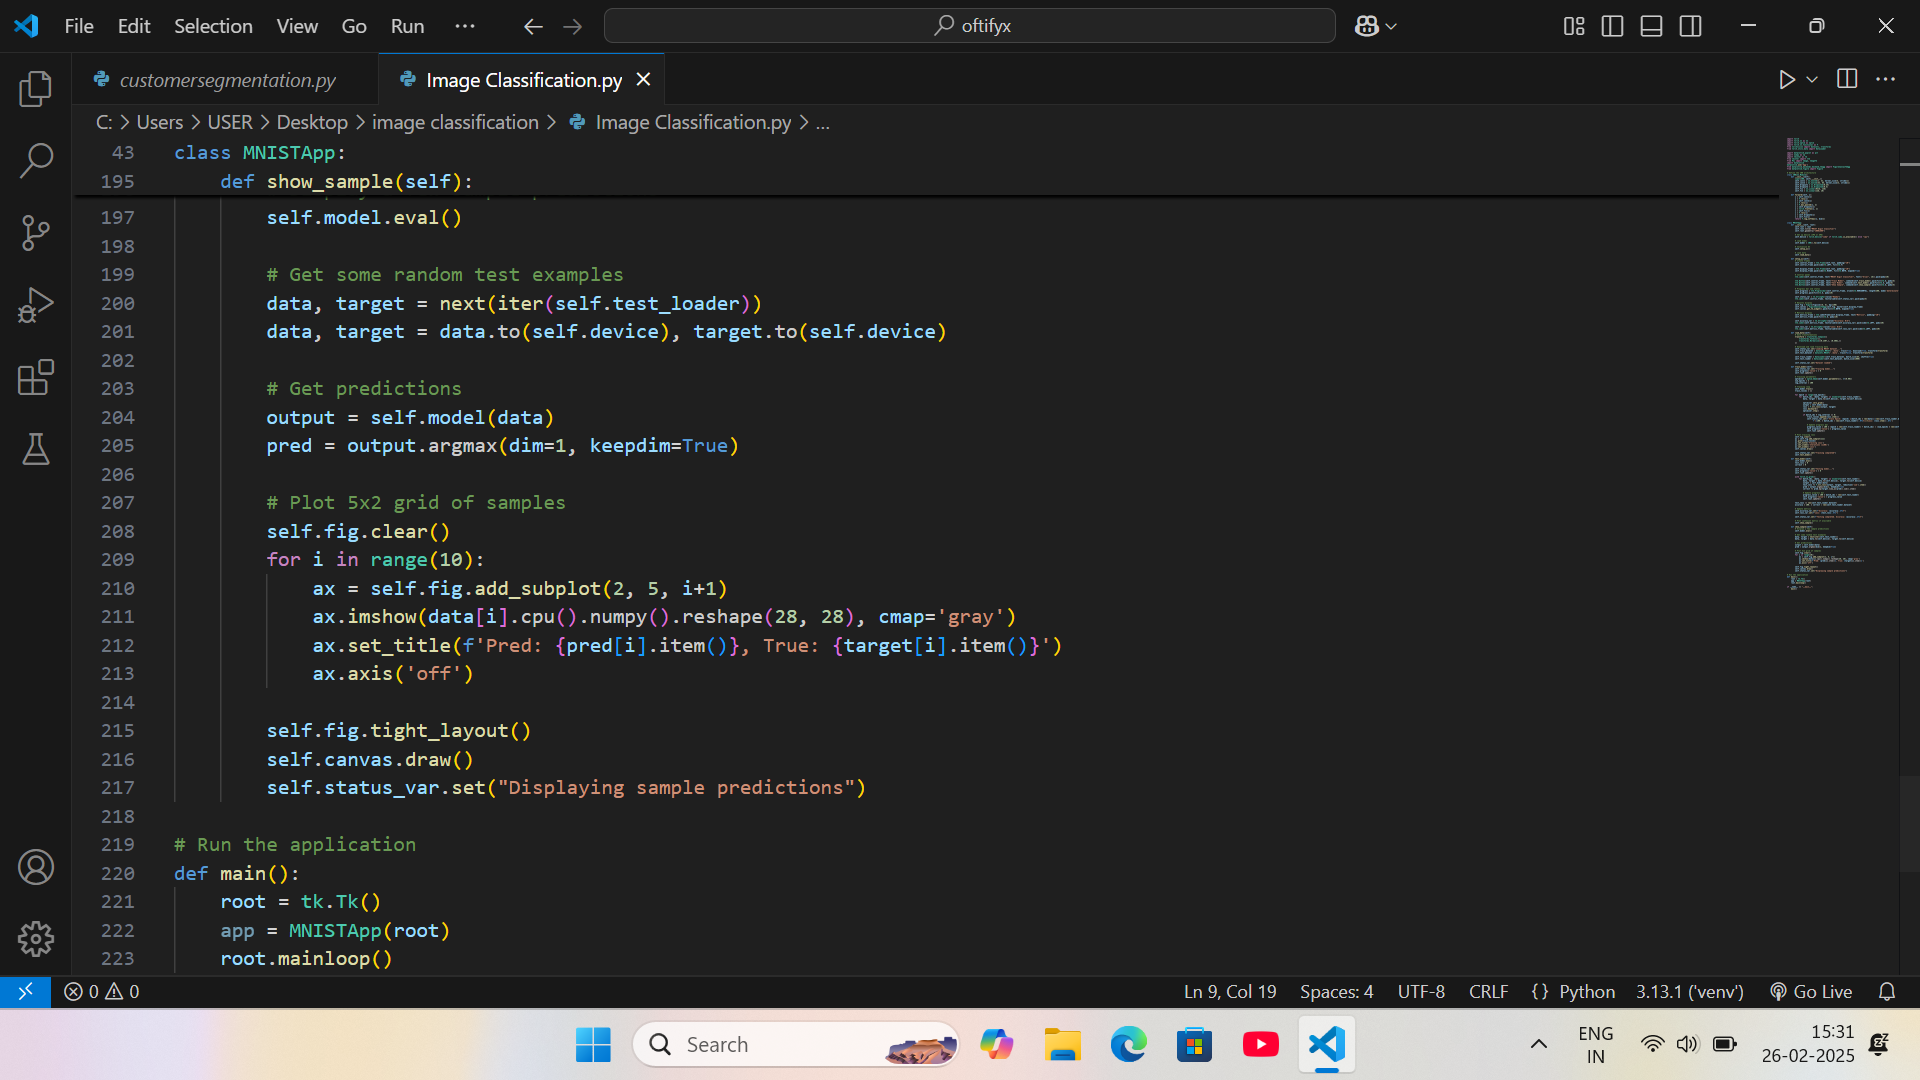 File Edit Selection View Go Run ··· oftifyx
customersegmentation.py Image Classification.py
C: > Users > USER > Desktop > image classification > Image Classification.py > ...
43 class MNISTApp:
195 def show_sample(self):
197 self.model.eval()
198
199 # Get some random test examples
200 data, target = next(iter(self.test_loader))
201 data, target = data.to(self.device), target.to(self.device)
202
203 # Get predictions
204 output = self.model(data)
205 pred = output.argmax(dim=1, keepdim=True)
206
207 # Plot 5x2 grid of samples
208 self.fig.clear()
209 for i in range(10):
210 ax = self.fig.add_subplot(2, 5, i+1)
211 ax.imshow(data[i].cpu().numpy().reshape(28, 28), cmap='gray')
212 ax.set_title(f'Pred: {pred[i].item()}, True: {target[i].item()}')
213 ax.axis('off')
214
215 self.fig.tight_layout()
216 self.canvas.draw()
217 self.status_var.set("Displaying sample predictions")
218
219 # Run the application
220 def main():
221 root = tk.Tk()
222 app = MNISTApp(root)
223 root.mainloop()
0 0 Ln 9, Col 19 Spaces: 4 UTF-8 CRLF {} Python 3.13.1 ('venv') Go Live
Search ENG 15:31
IN 26-02-2025